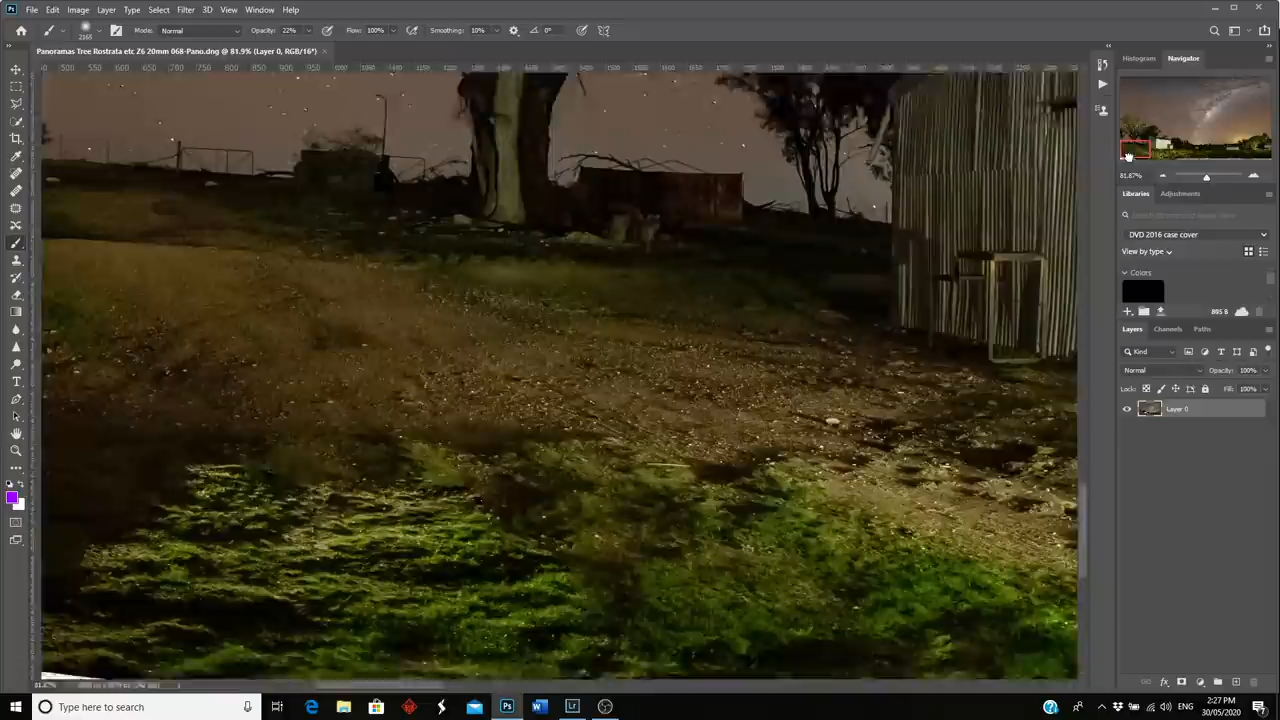 File Edit Image Layer Type Select Filter 3D View Window Help
2165 Mode: Normal Opacity: 22% Flow: 100% Smoothing: 10% 0°
Panoramas Tree Rostrata etc Z6 20mm 068-Pano.dng @ 81.9% (Layer 0, RGB/16*) ×
Histogram Navigator
81.87%
Libraries Adjustments
DVD 2016 case cover
View by type
Colors
895 B
Layers Channels Paths
Kind
Normal Opacity: 100%
Lock: Fill: 100%
Layer 0
Type here to search
2:27 PM
30/05/2020